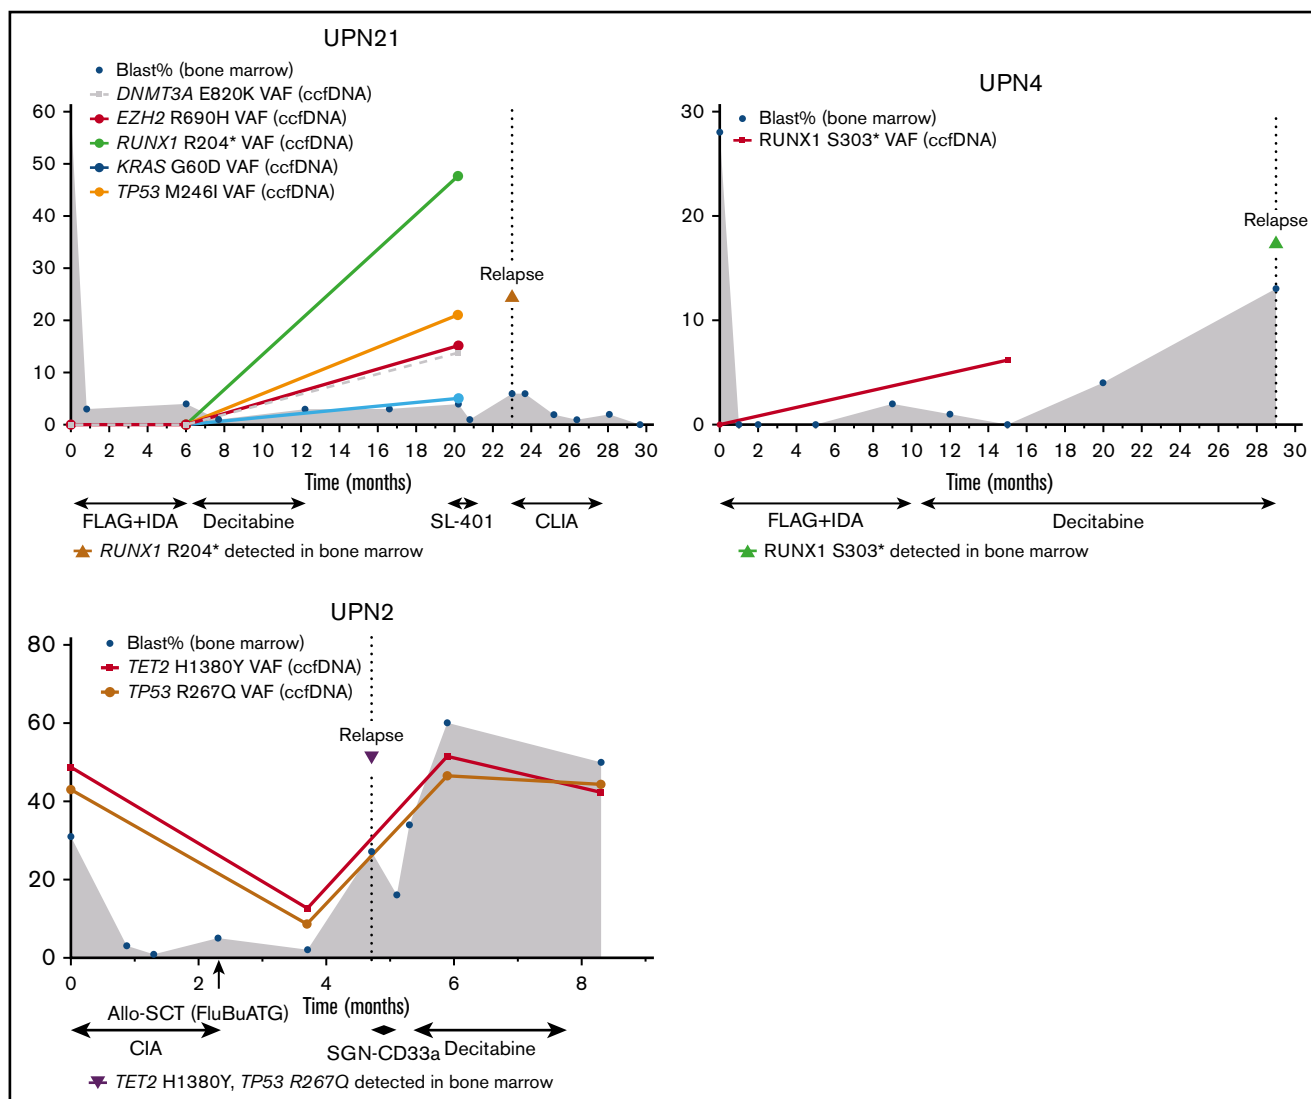 UPN21
Blast% (bone marrow)
DNMT3A E820K VAF (ccfDNA)
EZH2 R690H VAF (ccfDNA)
RUNX1 R204* VAF (ccfDNA)
KRAS G60D VAF (ccfDNA)
TP53 M246I VAF (ccfDNA)
60
50
40
30
20
10
0
Relapse
0 2 4 6 8 10 12 14 16 18 20 22 24 26 28 30
Time (months)
FLAG+IDA Decitabine SL-401 CLIA
RUNX1 R204* detected in bone marrow
UPN4
Blast% (bone marrow)
RUNX1 S303* VAF (ccfDNA)
30
20
10
0
Relapse
0 2 4 6 8 10 12 14 16 18 20 22 24 26 28 30
Time (months)
FLAG+IDA Decitabine
RUNX1 S303* detected in bone marrow
UPN2
Blast% (bone marrow)
TET2 H1380Y VAF (ccfDNA)
TP53 R267Q VAF (ccfDNA)
80
60
40
20
0
Relapse
0 2 4 6 8
Allo-SCT (FluBuATG) Time (months)
CIA SGN-CD33a Decitabine
TET2 H1380Y, TP53 R267Q detected in bone marrow